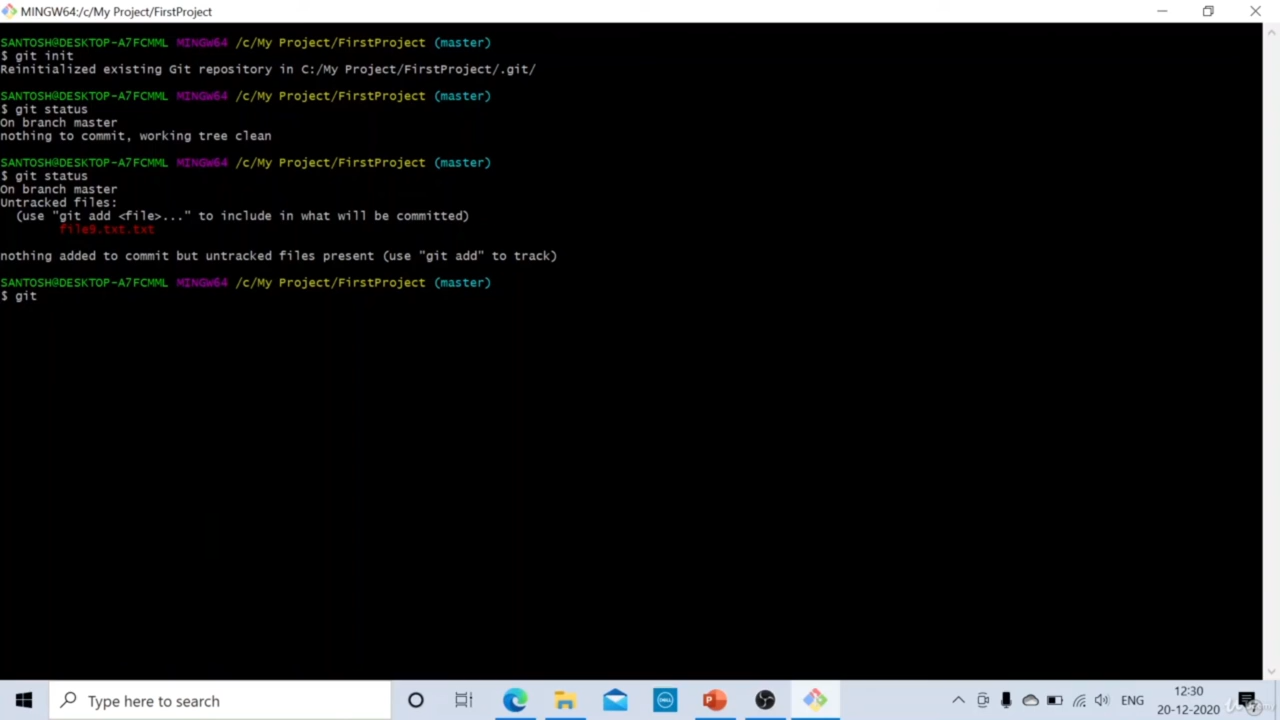 MINGW64:/c/My Project/FirstProject
SANTOSH@DESKTOP-A7FCMML MINGW64 /c/My Project/FirstProject (master)
$ git init
Reinitialized existing Git repository in C:/My Project/FirstProject/.git/
SANTOSH@DESKTOP-A7FCMML MINGW64 /c/My Project/FirstProject (master)
$ git status
On branch master
nothing to commit, working tree clean
SANTOSH@DESKTOP-A7FCMML MINGW64 /c/My Project/FirstProject (master)
$ git status
On branch master
Untracked files:
(use "git add <file>..." to include in what will be committed)
file9.txt.txt
nothing added to commit but untracked files present (use "git add" to track)
SANTOSH@DESKTOP-A7FCMML MINGW64 /c/My Project/FirstProject (master)
$ git
Type here to search
DELL
ENG
12:30
20-12-2020